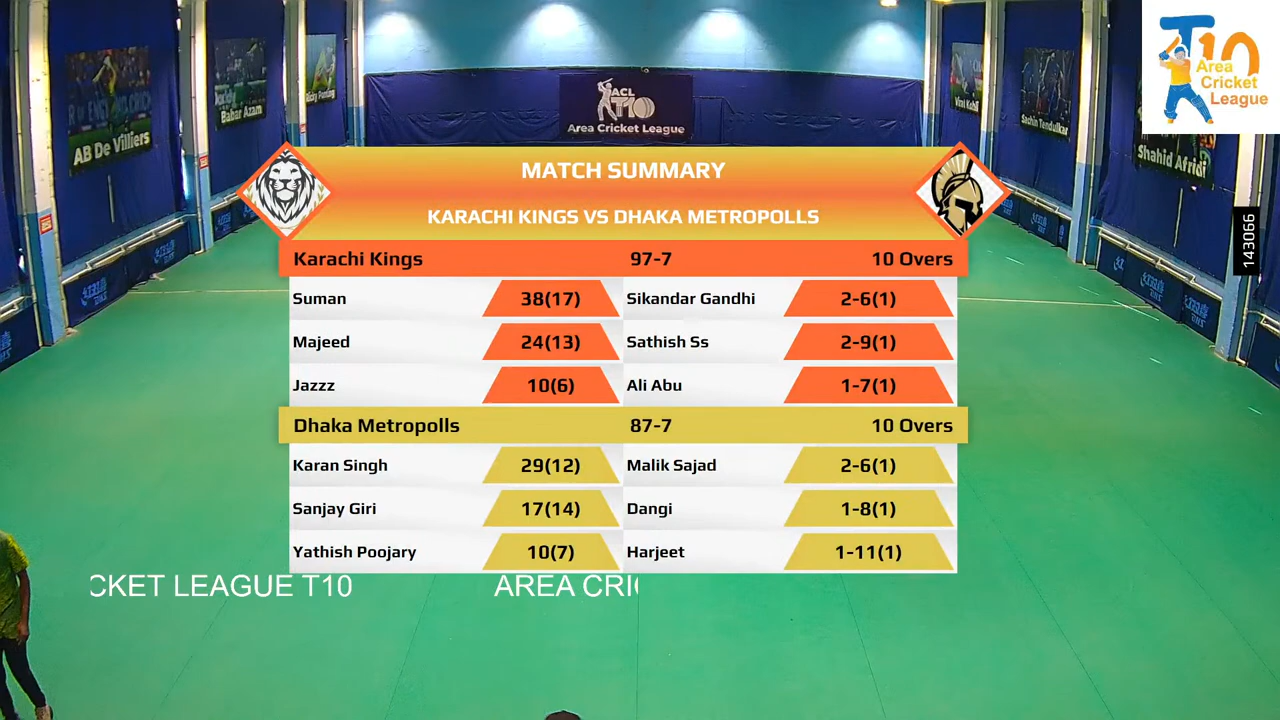 T10
Area
Cricket
League
AB De Villiers
Babar Azam
Ricky Ponting
ACL
T10
Area Cricket League
Virat Kohli
Sachin Tendulkar
Shahid Afridi
MATCH SUMMARY
KARACHI KINGS VS DHAKA METROPOLLS
143066
Karachi Kings 97-7 10 Overs
Suman 38(17) Sikandar Gandhi 2-6(1)
Majeed 24(13) Sathish Ss 2-9(1)
Jazzz 10(6) Ali Abu 1-7(1)
Dhaka Metropolls 87-7 10 Overs
Karan Singh 29(12) Malik Sajad 2-6(1)
Sanjay Giri 17(14) Dangi 1-8(1)
Yathish Poojary 10(7) Harjeet 1-11(1)
CKET LEAGUE T10 AREA CRI